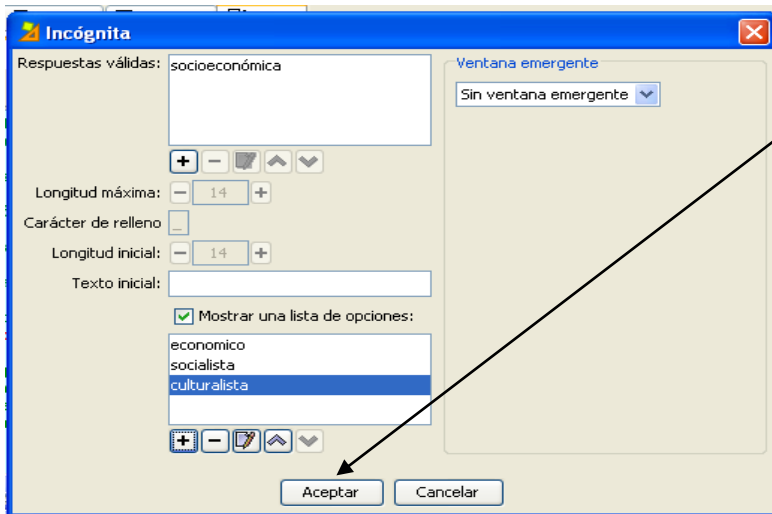 Incógnita
Respuestas válidas: socioeconómica
Ventana emergente
Sin ventana emergente
Longitud máxima: 14
Carácter de relleno _
Longitud inicial: 14
Texto inicial:
Mostrar una lista de opciones:
economico
socialista
culturalista
Aceptar Cancelar